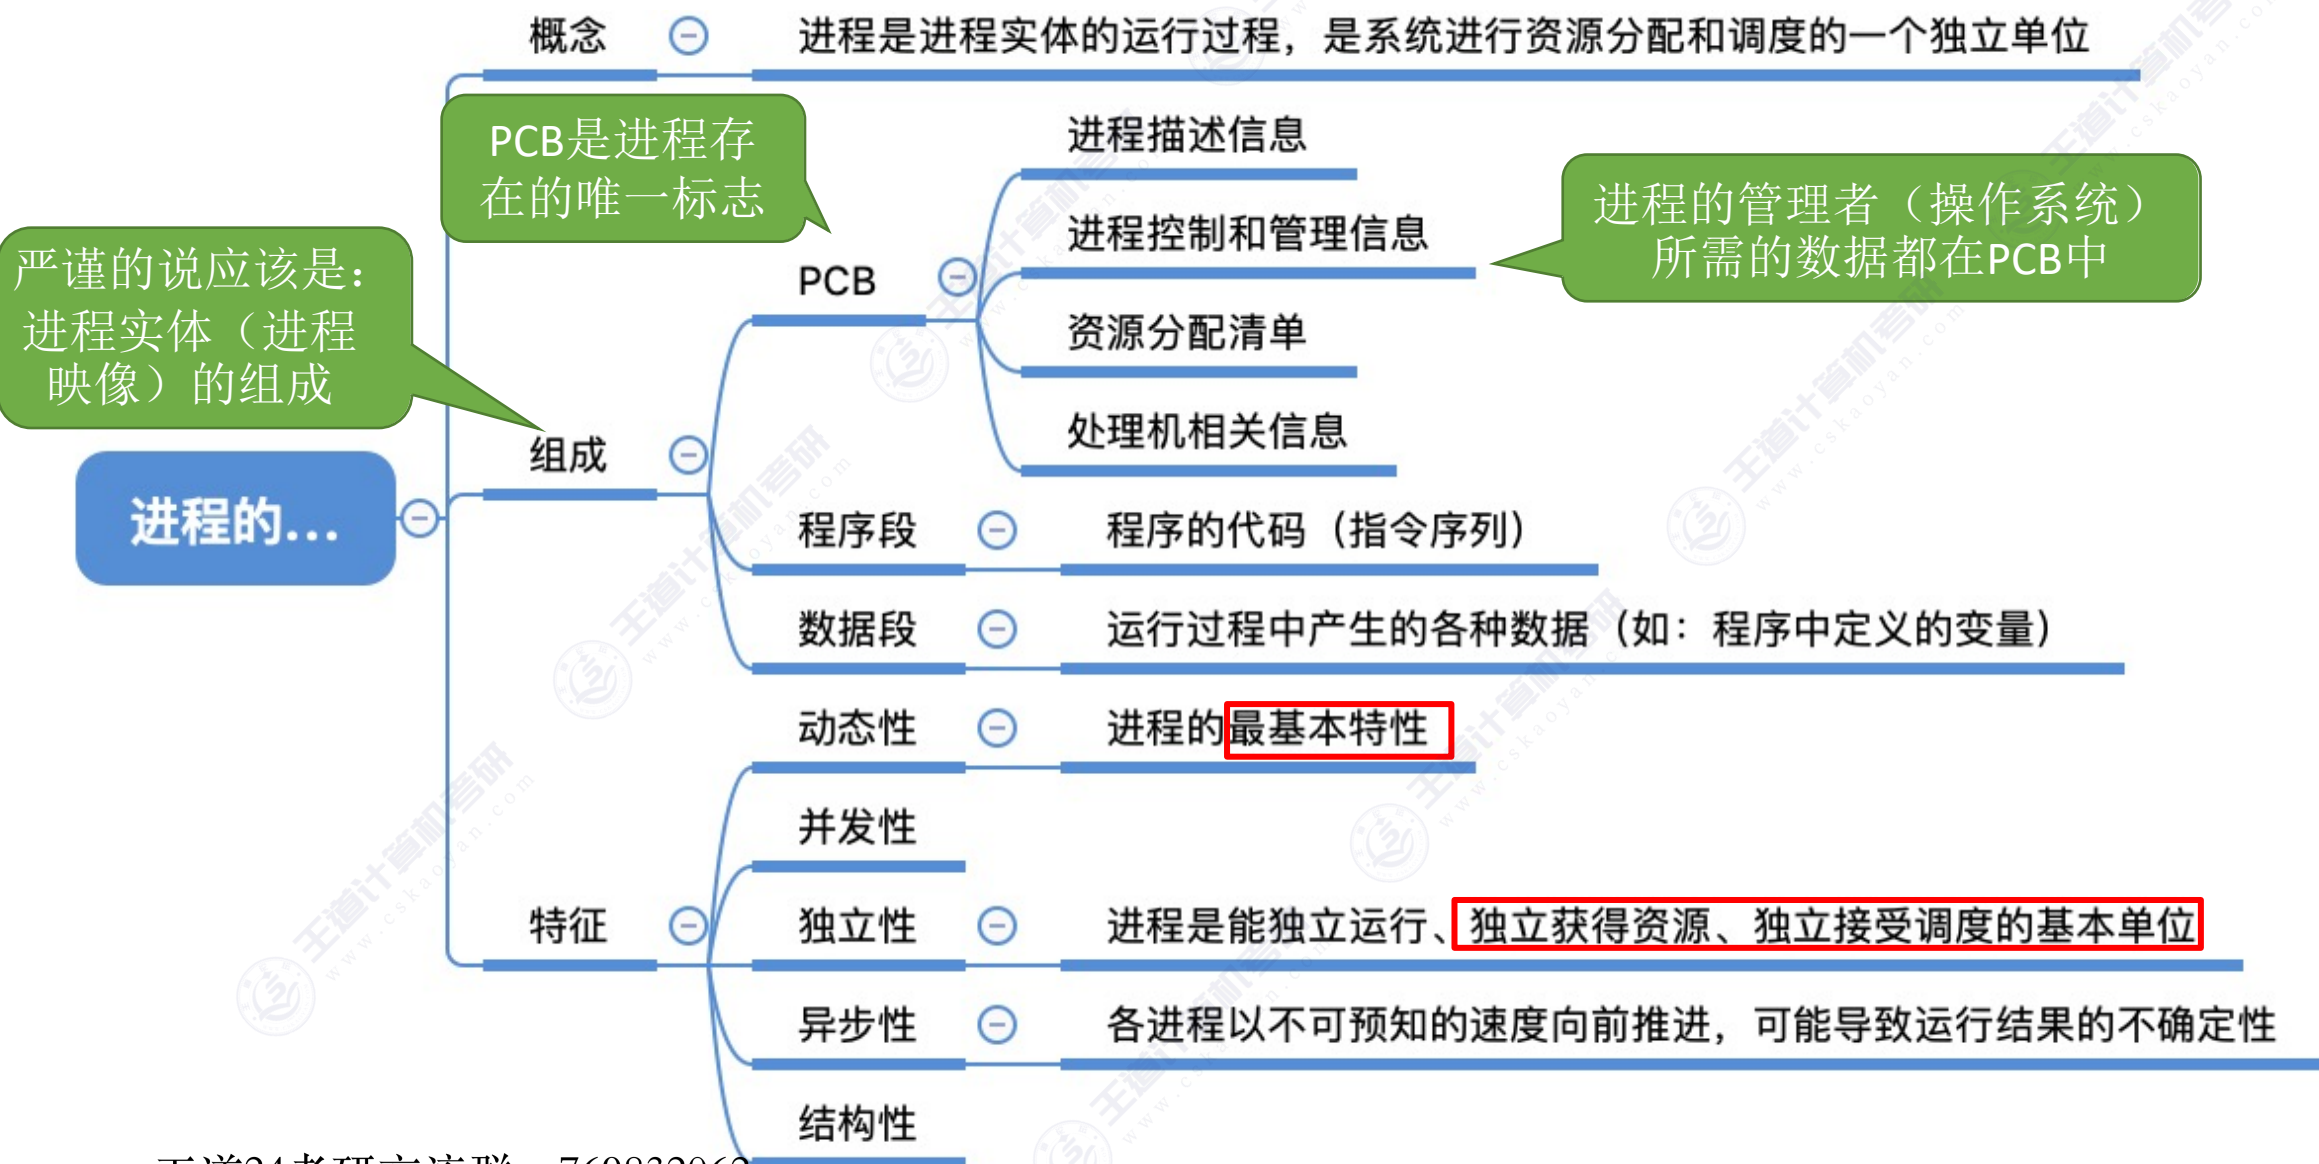 概念
进程是进程实体的运行过程，是系统进行资源分配和调度的一个独立单位
PCB是进程存
在的唯一标志
进程描述信息
进程的管理者（操作系统）
所需的数据都在PCB中
进程控制和管理信息
PCB
严谨的说应该是：
进程实体（进程
映像）的组成
资源分配清单
处理机相关信息
组成
进程的...
程序段
程序的代码（指令序列）
数据段
运行过程中产生的各种数据（如：程序中定义的变量）
动态性
进程的最基本特性
并发性
特征
独立性
进程是能独立运行、独立获得资源、独立接受调度的基本单位
异步性
各进程以不可预知的速度向前推进，可能导致运行结果的不确定性
结构性
王道计算机考研
www.cskaoyan.com